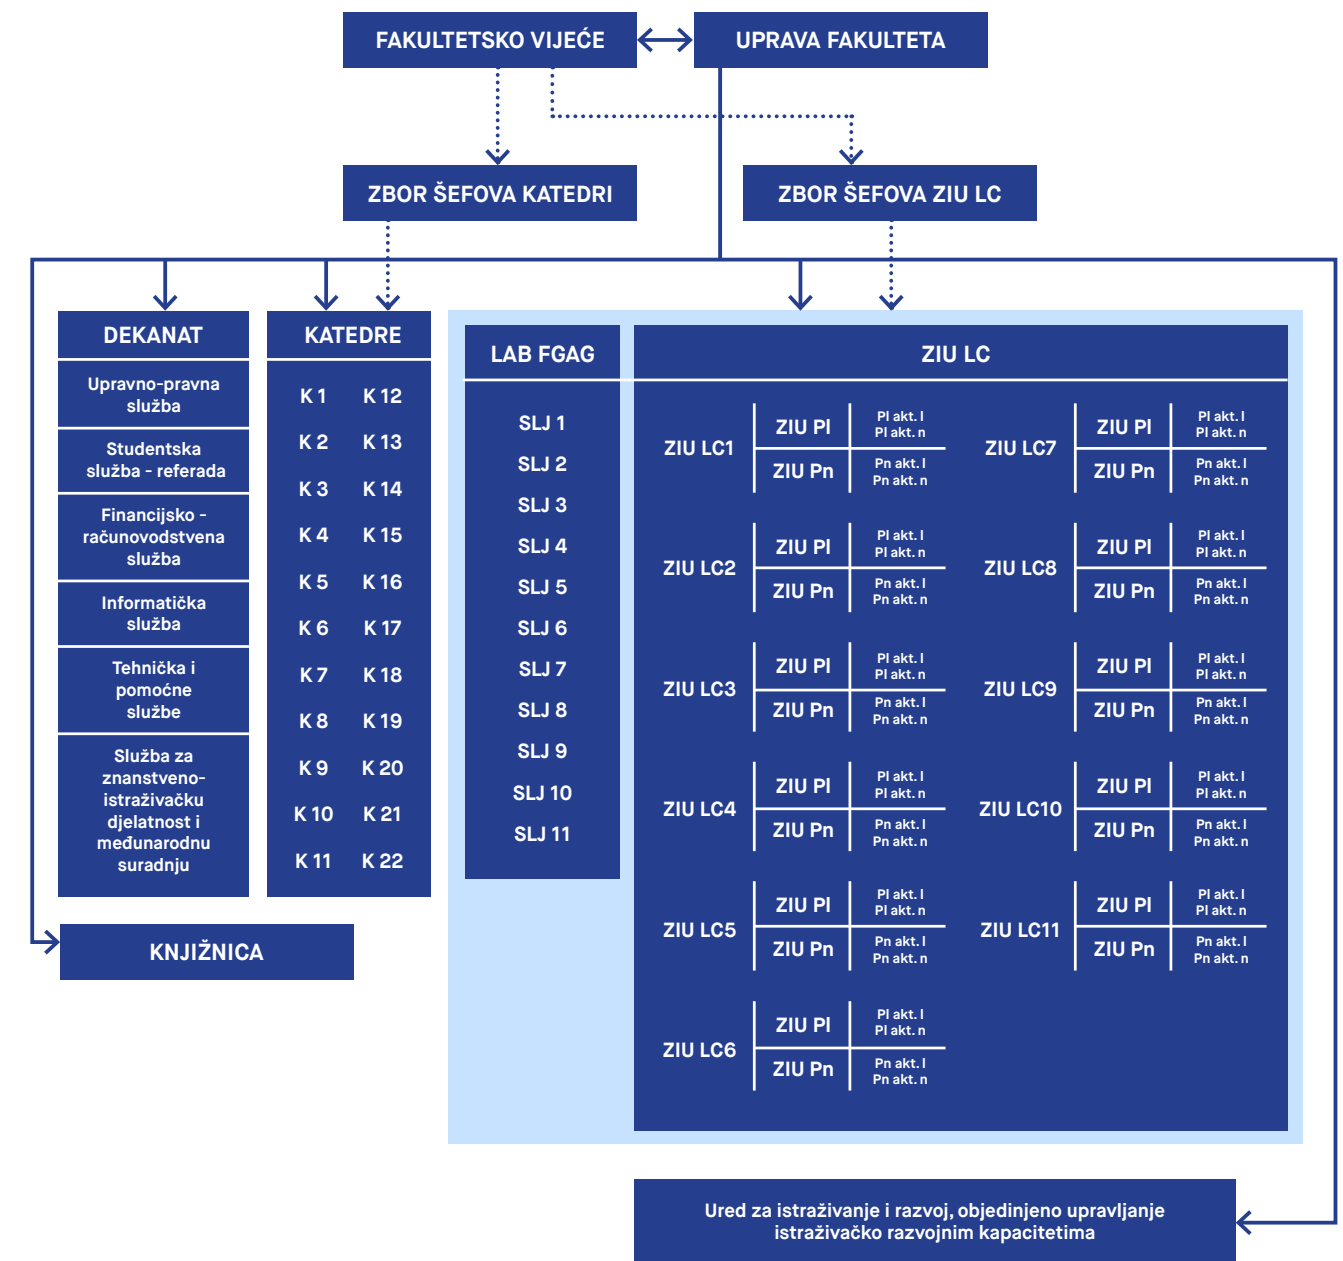 FAKULTETSKO VIJEĆE
UPRAVA FAKULTETA
ZBOR ŠEFOVA KATEDRI
ZBOR ŠEFOVA ZIU LC
DEKANAT
Upravno-pravna
služba
Studentska
služba - referada
Financijsko -
računovodstvena
služba
Informatička
služba
Tehnička i
pomoćne
službe
Služba za
znanstveno-
istraživačku
djelatnost i
međunarodnu
suradnju
KATEDRE
K 1 K 12
K 2 K 13
K 3 K 14
K 4 K 15
K 5 K 16
K 6 K 17
K 7 K 18
K 8 K 19
K 9 K 20
K 10 K 21
K 11 K 22
KNJIŽNICA
LAB FGAG
SLJ 1
SLJ 2
SLJ 3
SLJ 4
SLJ 5
SLJ 6
SLJ 7
SLJ 8
SLJ 9
SLJ 10
SLJ 11
ZIU LC
ZIU LC1
ZIU Pl
Pl akt. l
Pl akt. n
ZIU Pn
Pn akt. l
Pn akt. n
ZIU LC2
ZIU Pl
Pl akt. l
Pl akt. n
ZIU Pn
Pn akt. l
Pn akt. n
ZIU LC3
ZIU Pl
Pl akt. l
Pl akt. n
ZIU Pn
Pn akt. l
Pn akt. n
ZIU LC4
ZIU Pl
Pl akt. l
Pl akt. n
ZIU Pn
Pn akt. l
Pn akt. n
ZIU LC5
ZIU Pl
Pl akt. l
Pl akt. n
ZIU Pn
Pn akt. l
Pn akt. n
ZIU LC6
ZIU Pl
Pl akt. l
Pl akt. n
ZIU Pn
Pn akt. l
Pn akt. n
ZIU LC7
ZIU Pl
Pl akt. l
Pl akt. n
ZIU Pn
Pn akt. l
Pn akt. n
ZIU LC8
ZIU Pl
Pl akt. l
Pl akt. n
ZIU Pn
Pn akt. l
Pn akt. n
ZIU LC9
ZIU Pl
Pl akt. l
Pl akt. n
ZIU Pn
Pn akt. l
Pn akt. n
ZIU LC10
ZIU Pl
Pl akt. l
Pl akt. n
ZIU Pn
Pn akt. l
Pn akt. n
ZIU LC11
ZIU Pl
Pl akt. l
Pl akt. n
ZIU Pn
Pn akt. l
Pn akt. n
Ured za istraživanje i razvoj, objedinjeno upravljanje
istraživačko razvojnim kapacitetima